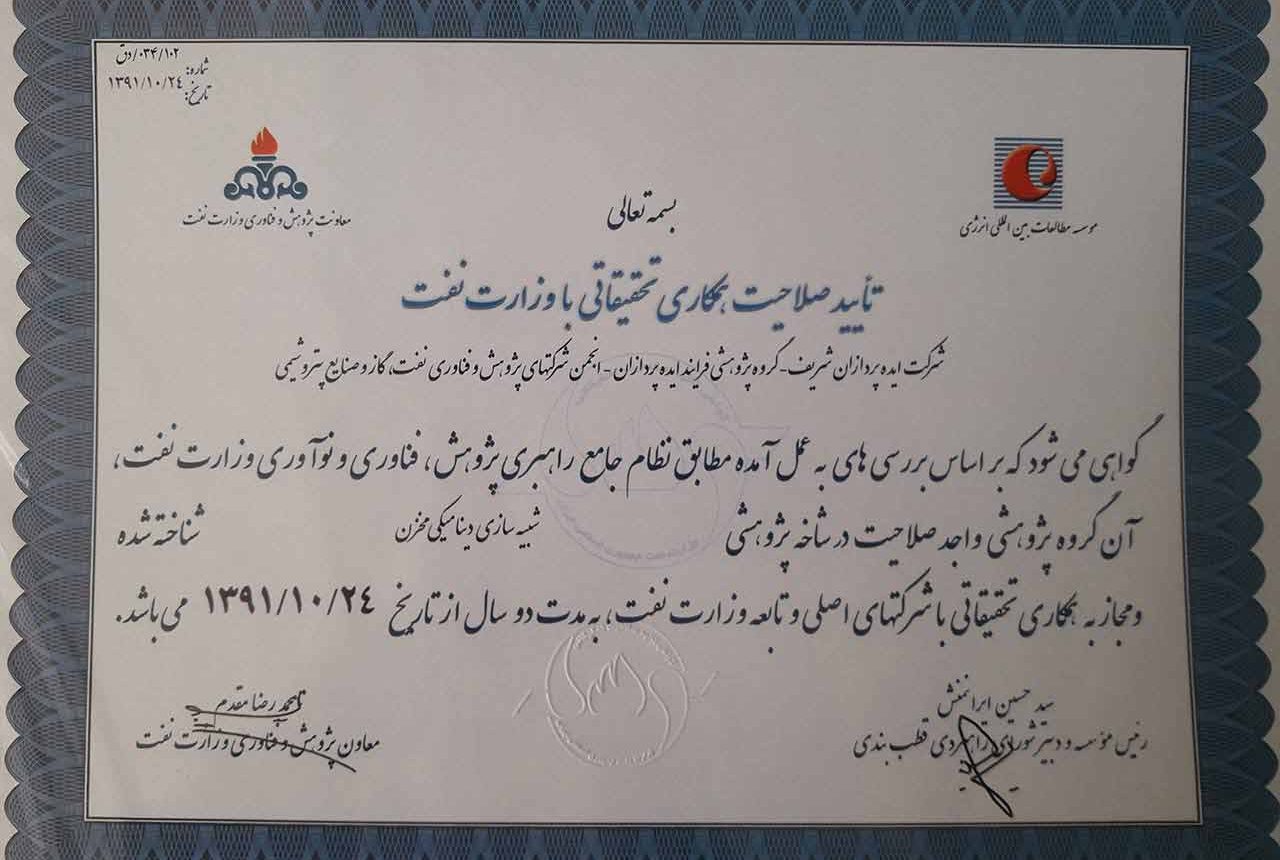 شماره: ۰۳۴/۱۰۲/دق
تاریخ: ۱۳۹۱/۱۰/۲۴
موسسه مطالعات بین المللی انرژی
معاونت پژوهش و فناوری وزارت نفت
بسمه تعالی
تأیید صلاحیت همکاری تحقیقاتی با وزارت نفت
شرکت ایده پردازان شریف - گروه پژوهشی فرایند ایده پردازان - انجمن شرکتهای پژوهش و فناوری نفت، گاز و صنایع پتروشیمی
گواهی می شود که بر اساس بررسی های به عمل آمده مطابق نظام جامع راهبری پژوهش، فناوری و نوآوری وزارت نفت،
آن گروه پژوهشی واجد صلاحیت در شاخه پژوهشی شبیه سازی دینامیکی مخزن شناخته شده
و مجاز به همکاری تحقیقاتی با شرکتهای اصلی و تابعه وزارت نفت، به مدت دو سال از تاریخ ۱۳۹۱/۱۰/۲۴ می باشد.
سید حسین ایرانمنش
رئیس مؤسسه و دبیر شورای راهبردی قطب بندی
محمد رضا مقدم
معاون پژوهش و فناوری وزارت نفت